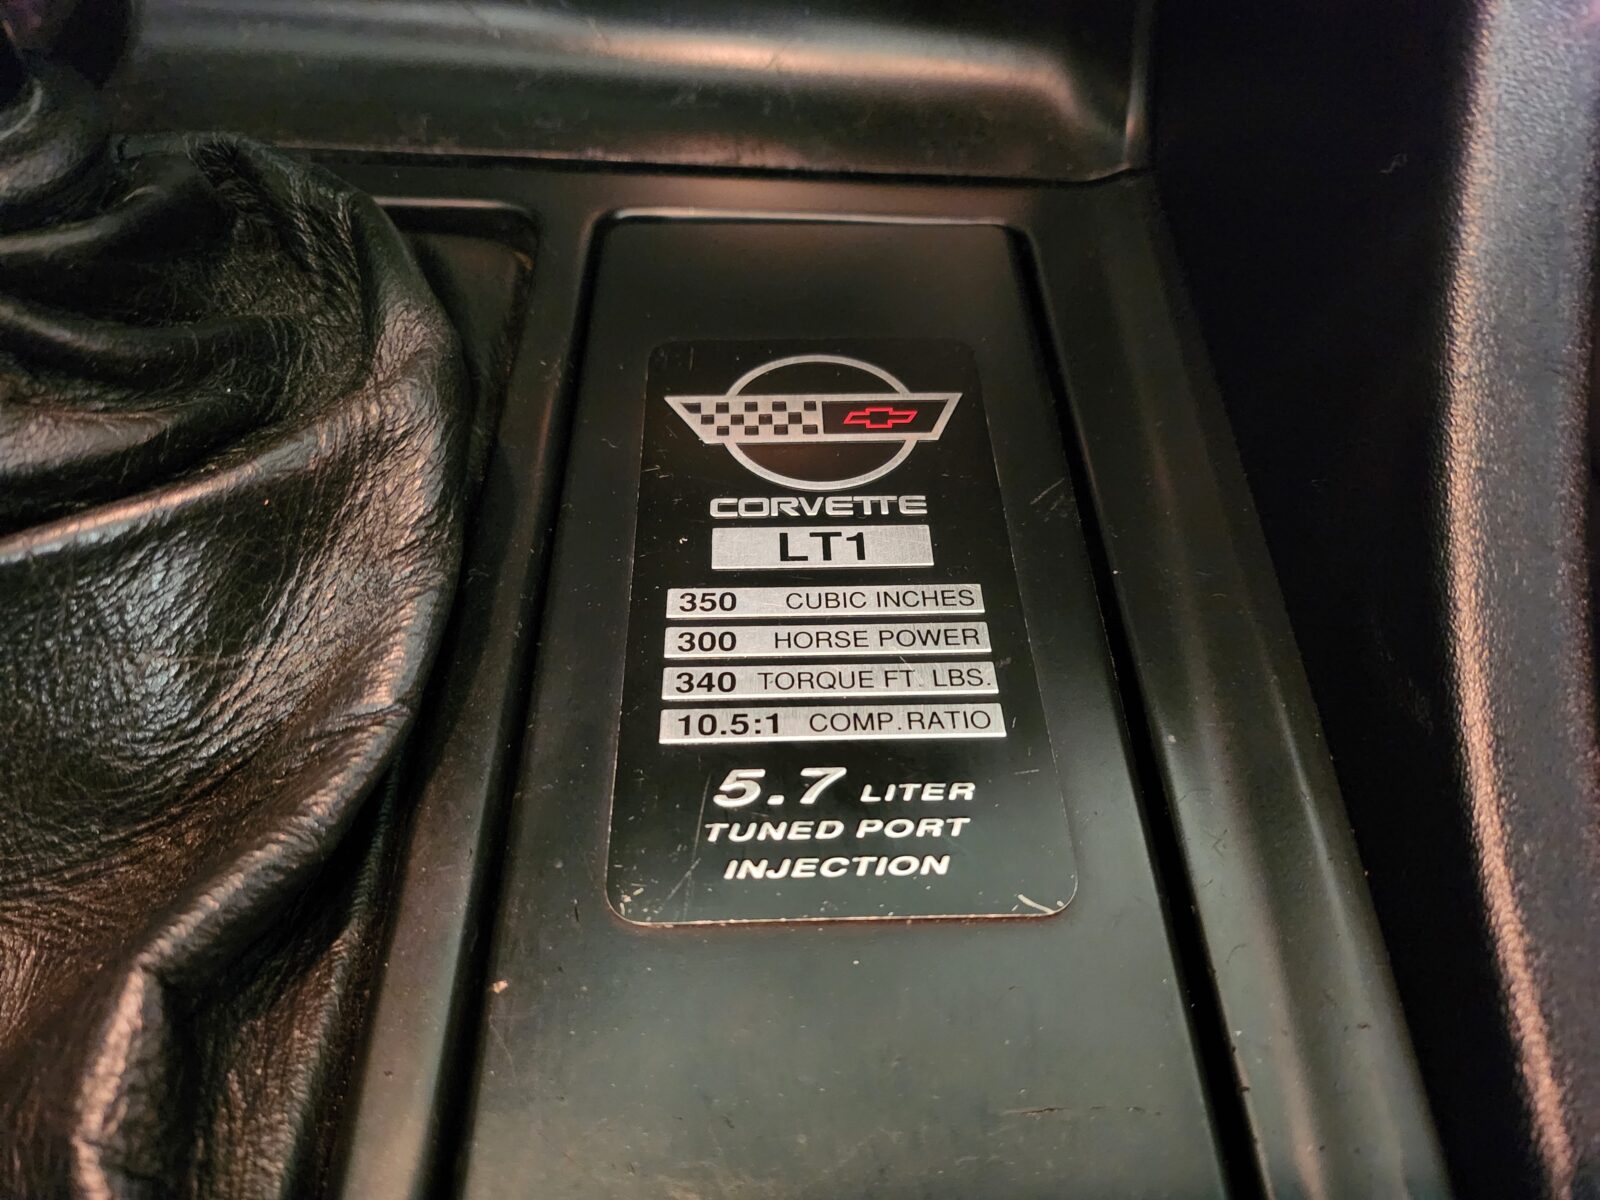 CORVETTE
LT1
350 CUBIC INCHES
300 HORSE POWER
340 TORQUE FT. LBS.
10.5:1 COMP. RATIO
5.7 LITER
TUNED PORT
INJECTION